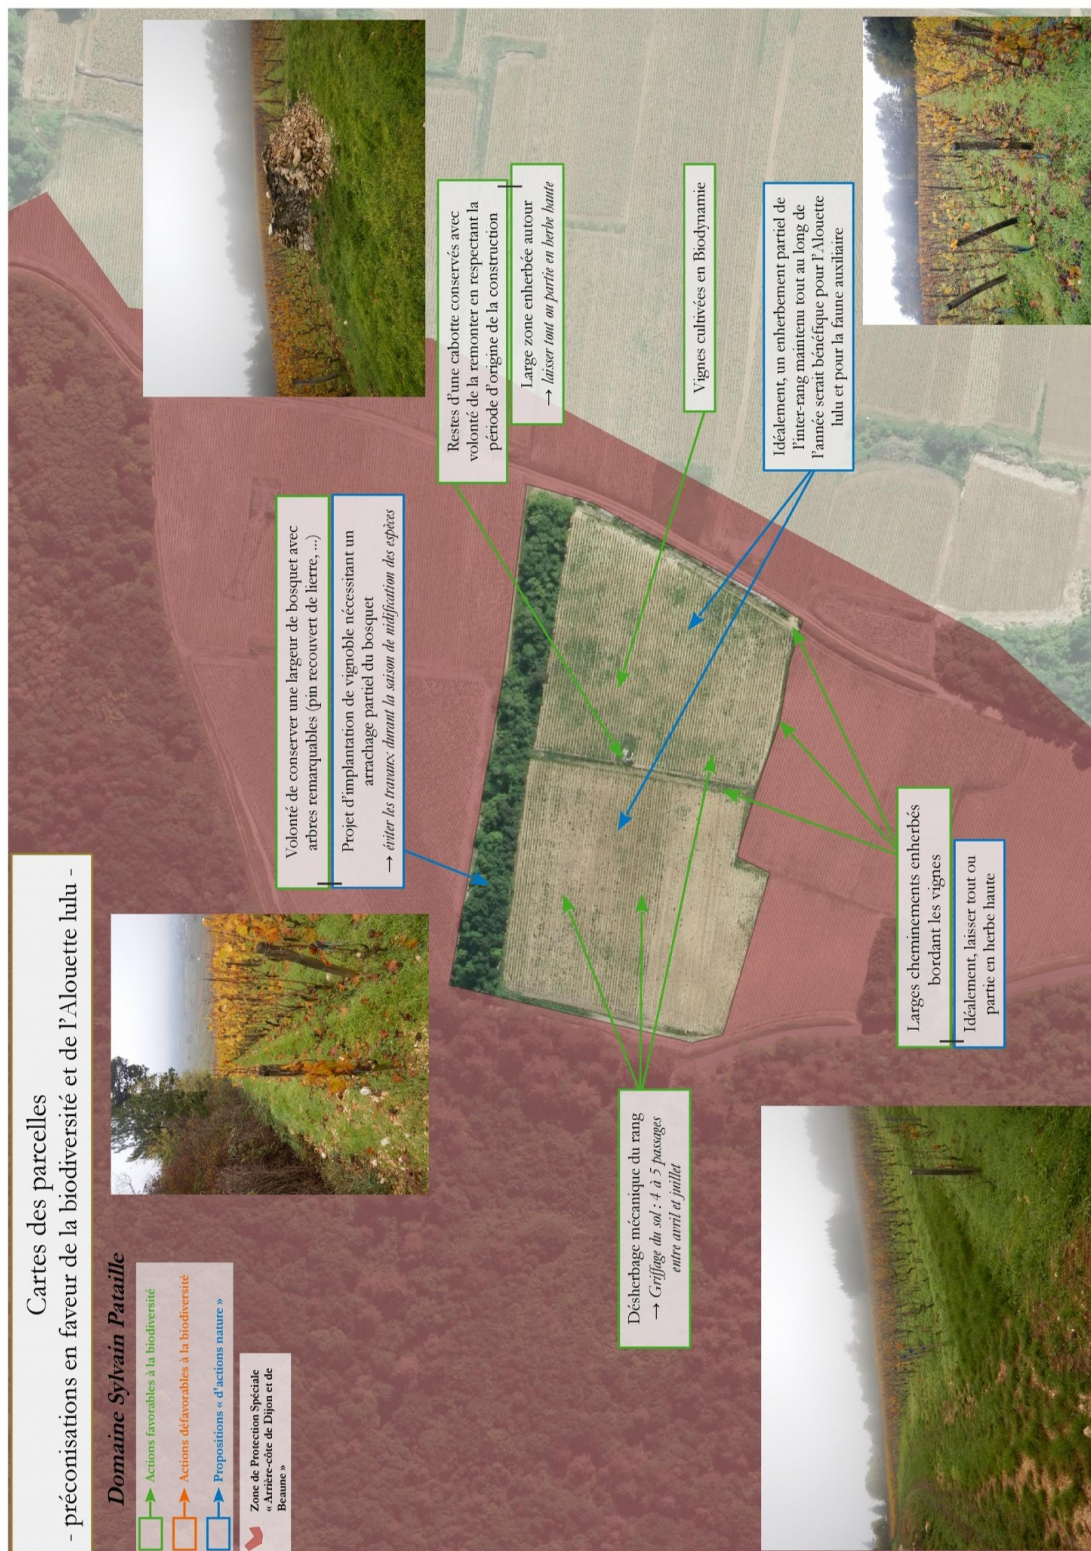 Cartes des parcelles
- préconisations en faveur de la biodiversité et de l'Alouette lulu -
Domaine Sylvain Pataille
Actions favorables à la biodiversité
Actions défavorables à la biodiversité
Propositions « d'actions nature »
Zone de Protection Spéciale
« Arrière-côte de Dijon et de
Beaune »
Volonté de conserver une largeur de bosquet avec
arbres remarquables (pin recouvert de lierre, ...)
Projet d'implantation de vignoble nécessitant un
arrachage partiel du bosquet
→ éviter les travaux durant la saison de nidification des espèces
Restes d'une cabotte conservés avec
volonté de la remonter en respectant la
période d'origine de la construction
Large zone enherbée autour
→ laisser tout ou partie en herbe haute
Vignes cultivées en Biodynamie
Idéalement, un enherbement partiel de
l'inter-rang maintenu tout au long de
l'année serait bénéfique pour l'Alouette
lulu et pour la faune auxiliaire
Désherbage mécanique du rang
→ Griffage du sol : 4 à 5 passages
entre avril et juillet
Larges cheminements enherbés
bordant les vignes
Idéalement, laisser tout ou
partie en herbe haute